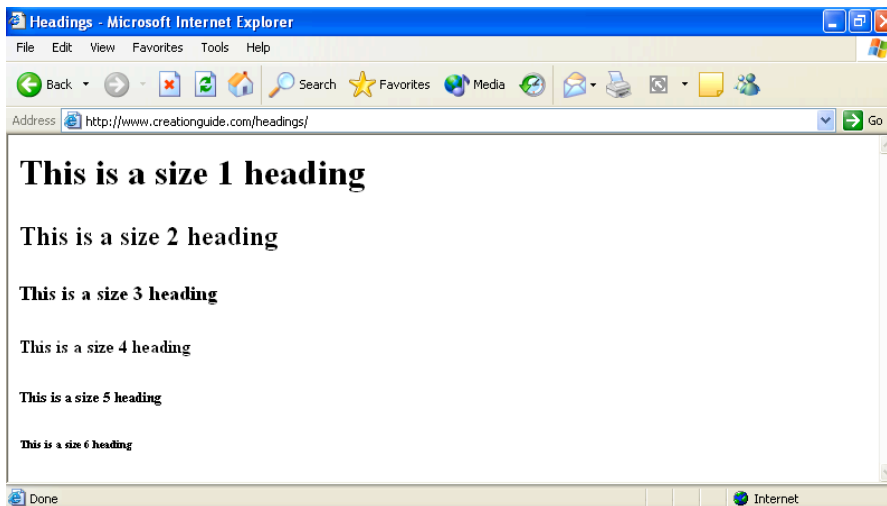 Headings - Microsoft Internet Explorer
File Edit View Favorites Tools Help
Back Search Favorites Media
Address http://www.creationguide.com/headings/ Go
This is a size 1 heading
This is a size 2 heading
This is a size 3 heading
This is a size 4 heading
This is a size 5 heading
This is a size 6 heading
Done Internet